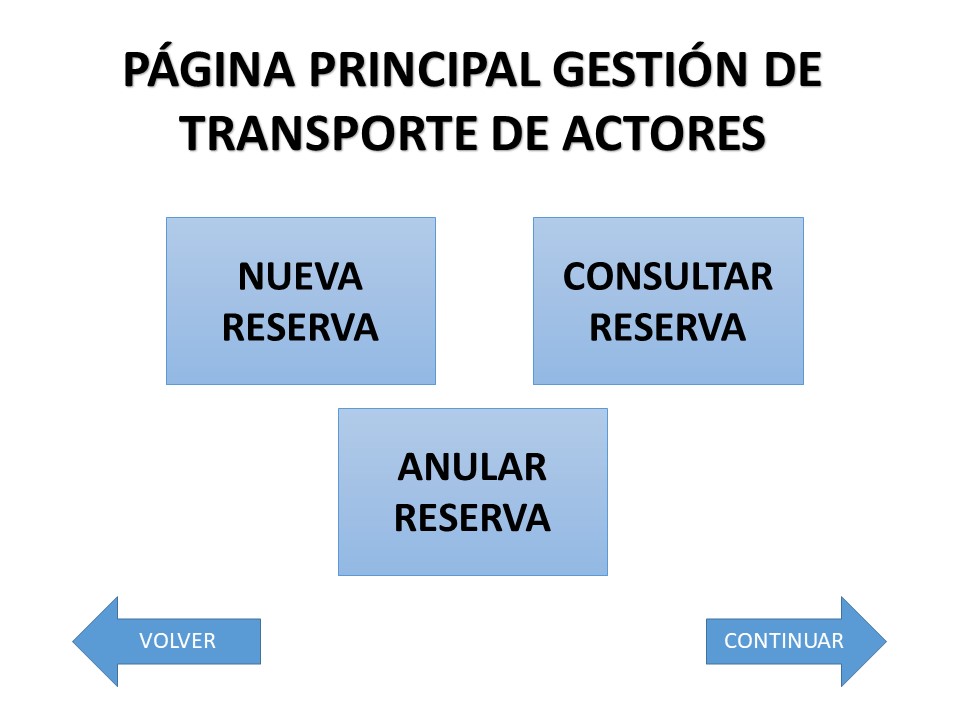 PÁGINA PRINCIPAL GESTIÓN DE
TRANSPORTE DE ACTORES
NUEVA
RESERVA
CONSULTAR
RESERVA
ANULAR
RESERVA
VOLVER
CONTINUAR